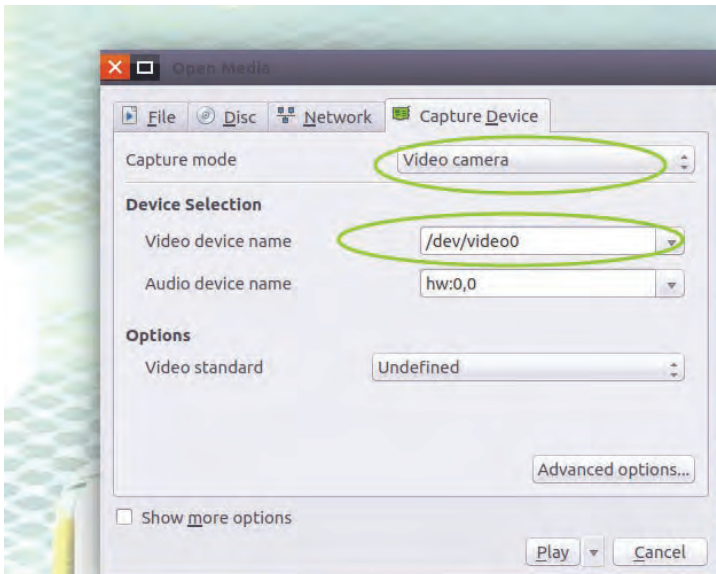 Open Media
File Disc Network Capture Device
Capture mode Video camera
Device Selection
Video device name /dev/video0
Audio device name hw:0,0
Options
Video standard Undefined
Advanced options...
Show more options
Play Cancel